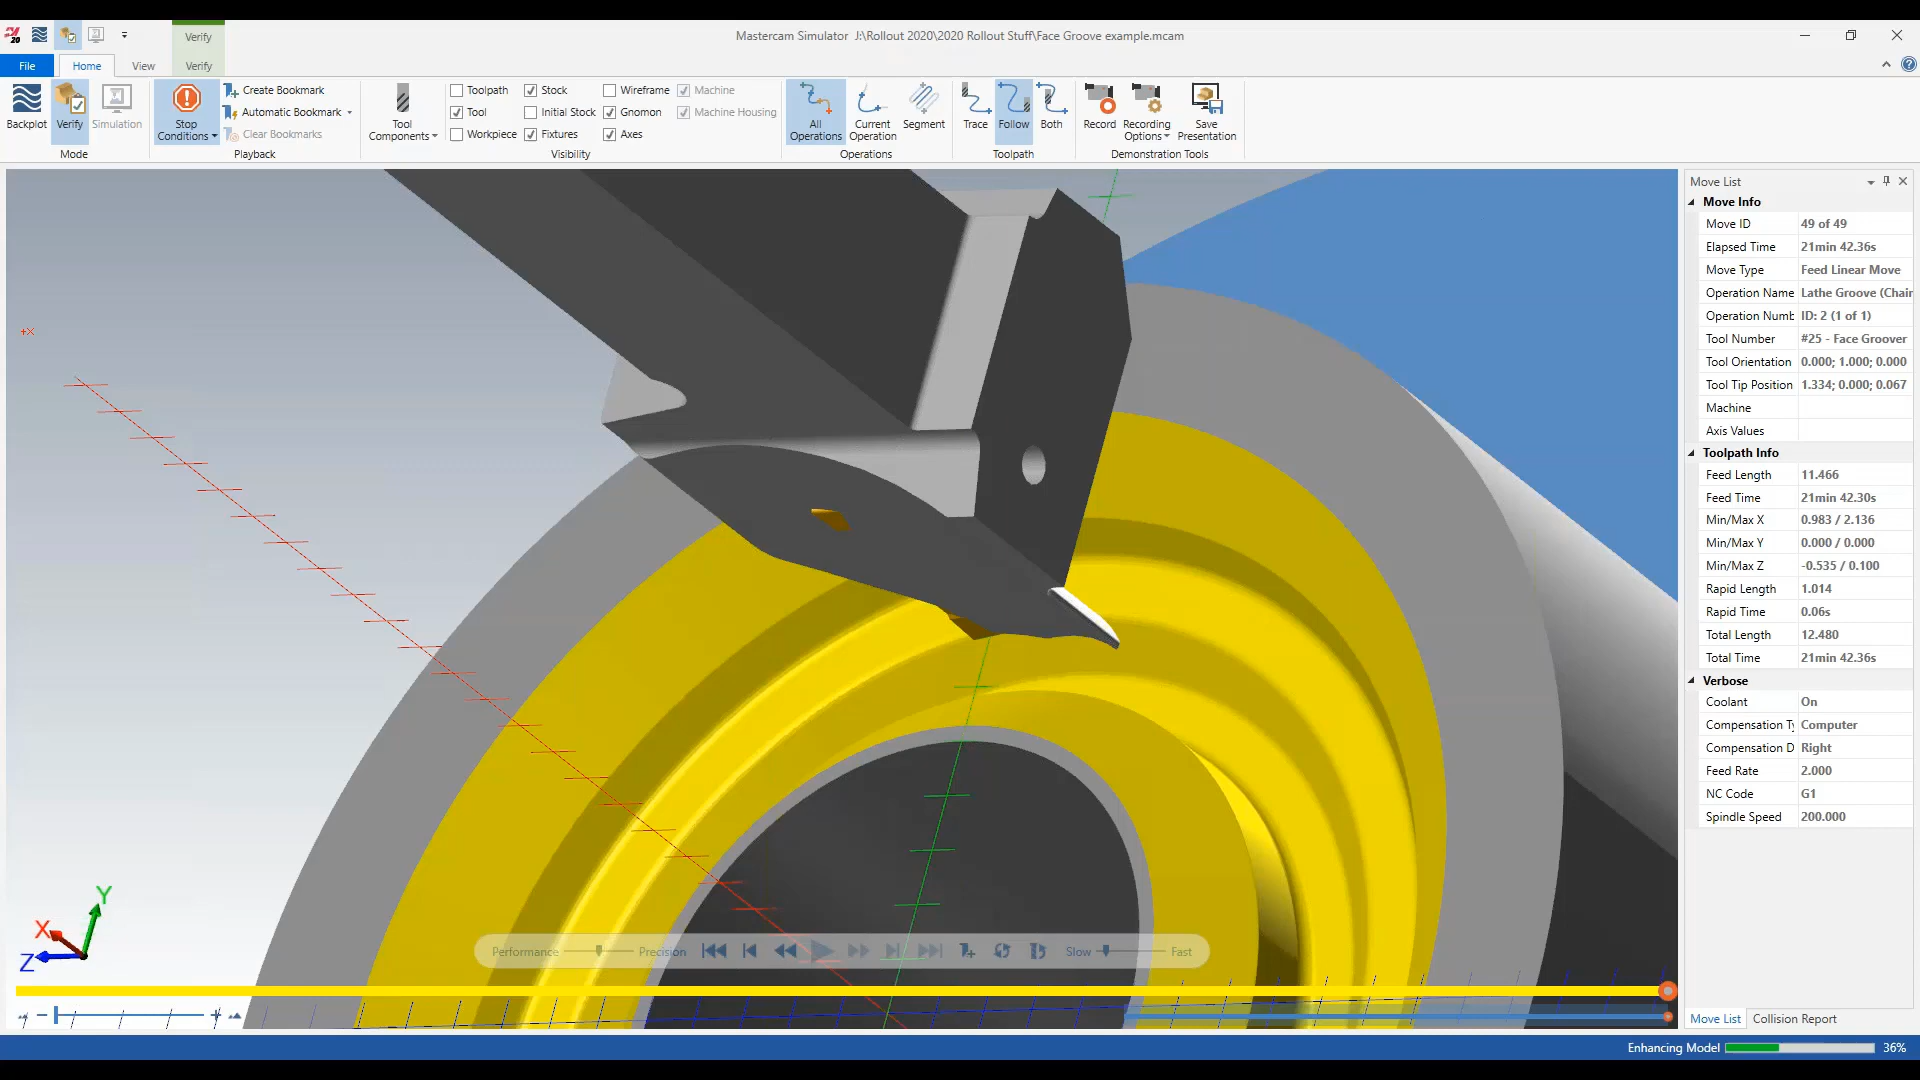 20
Verify
Mastercam Simulator J:\Rollout 2020\2020 Rollout Stuff\Face Groove example.mcam
File Home View Verify
Backplot Verify Simulation
Mode
Stop Conditions
Create Bookmark
Automatic Bookmark
Clear Bookmarks
Playback
Tool Components
Toolpath Stock Wireframe Machine
Tool Initial Stock Gnomon Machine Housing
Workpiece Fixtures Axes
Visibility
All Operations Current Operation Segment
Operations
Trace Follow Both
Toolpath
Record Recording Options Save Presentation
Demonstration Tools
Move List
Move Info
Move ID 49 of 49
Elapsed Time 21min 42.36s
Move Type Feed Linear Move
Operation Name Lathe Groove (Chair
Operation Numb ID: 2 (1 of 1)
Tool Number #25 - Face Groover
Tool Orientation 0.000; 1.000; 0.000
Tool Tip Position 1.334; 0.000; 0.067
Machine
Axis Values
Toolpath Info
Feed Length 11.466
Feed Time 21min 42.30s
Min/Max X 0.983 / 2.136
Min/Max Y 0.000 / 0.000
Min/Max Z -0.535 / 0.100
Rapid Length 1.014
Rapid Time 0.06s
Total Length 12.480
Total Time 21min 42.36s
Verbose
Coolant On
Compensation Ty Computer
Compensation D Right
Feed Rate 2.000
NC Code G1
Spindle Speed 200.000
+X
Y
X
Z
Performance Precision Slow Fast
Move List Collision Report
Enhancing Model 36%